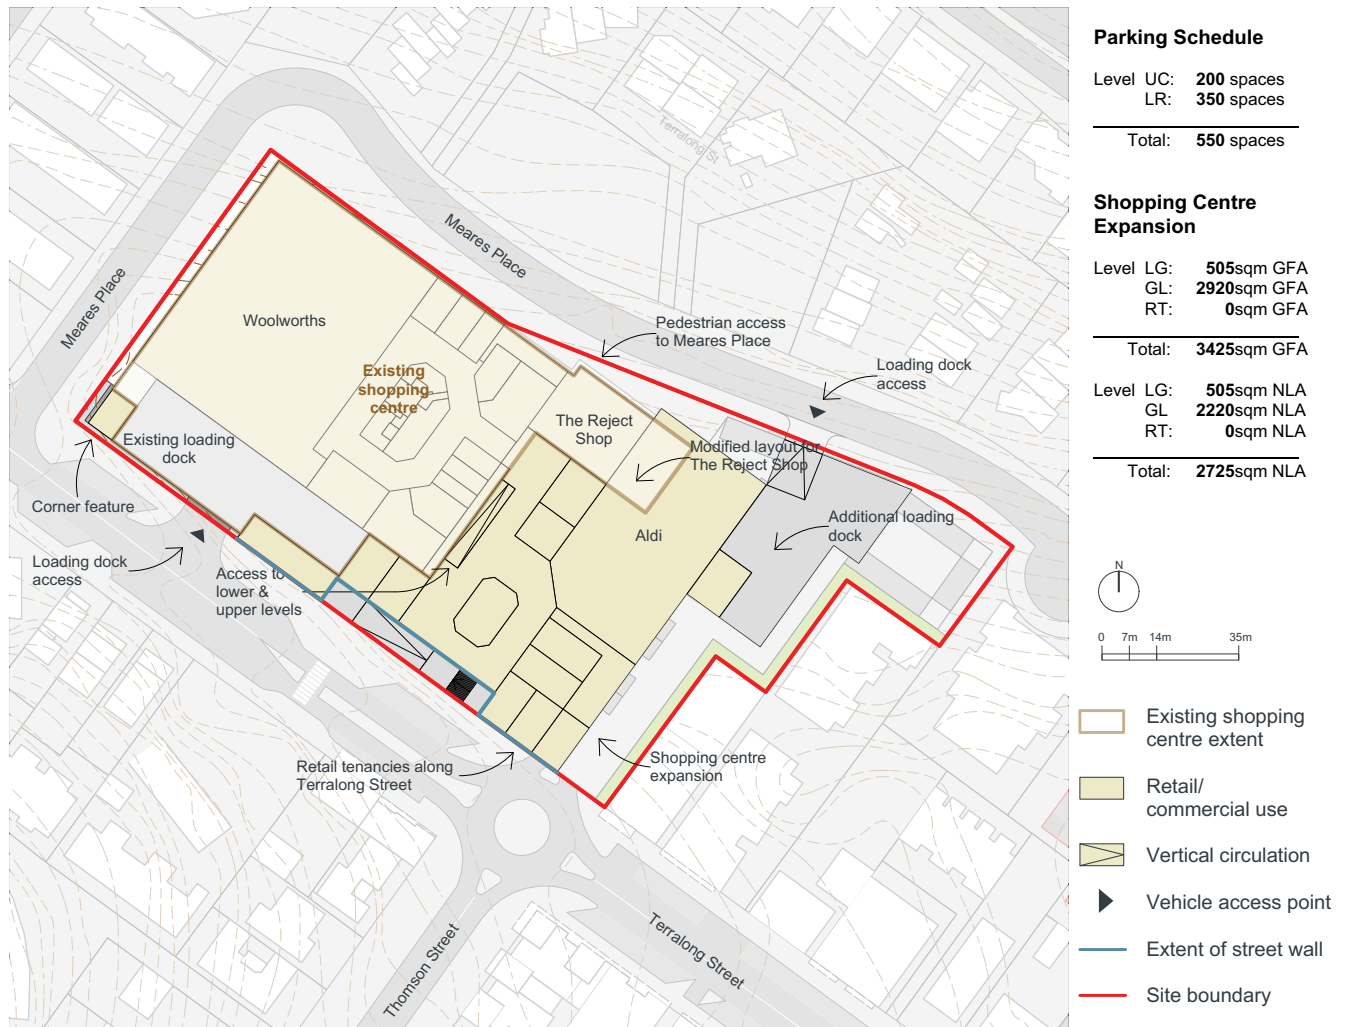 Parking Schedule
Level UC: 200 spaces
LR: 350 spaces
Total: 550 spaces
Shopping Centre
Expansion
Level LG: 505sqm GFA
GL: 2920sqm GFA
RT: 0sqm GFA
Total: 3425sqm GFA
Level LG: 505sqm NLA
GL 2220sqm NLA
RT: 0sqm NLA
Total: 2725sqm NLA
N
0 7m 14m 35m
Existing shopping
centre extent
Retail/
commercial use
Vertical circulation
Vehicle access point
Extent of street wall
Site boundary
Terralong St
Meares Place
Meares Place
Woolworths
Existing
shopping
centre
Pedestrian access
to Meares Place
Loading dock
access
The Reject
Shop
Modified layout for
The Reject Shop
Existing loading
dock
Corner feature
Additional loading
dock
Aldi
Loading dock
access
Access to
lower &
upper levels
Retail tenancies along
Terralong Street
Shopping centre
expansion
Thomson Street
Terralong Street